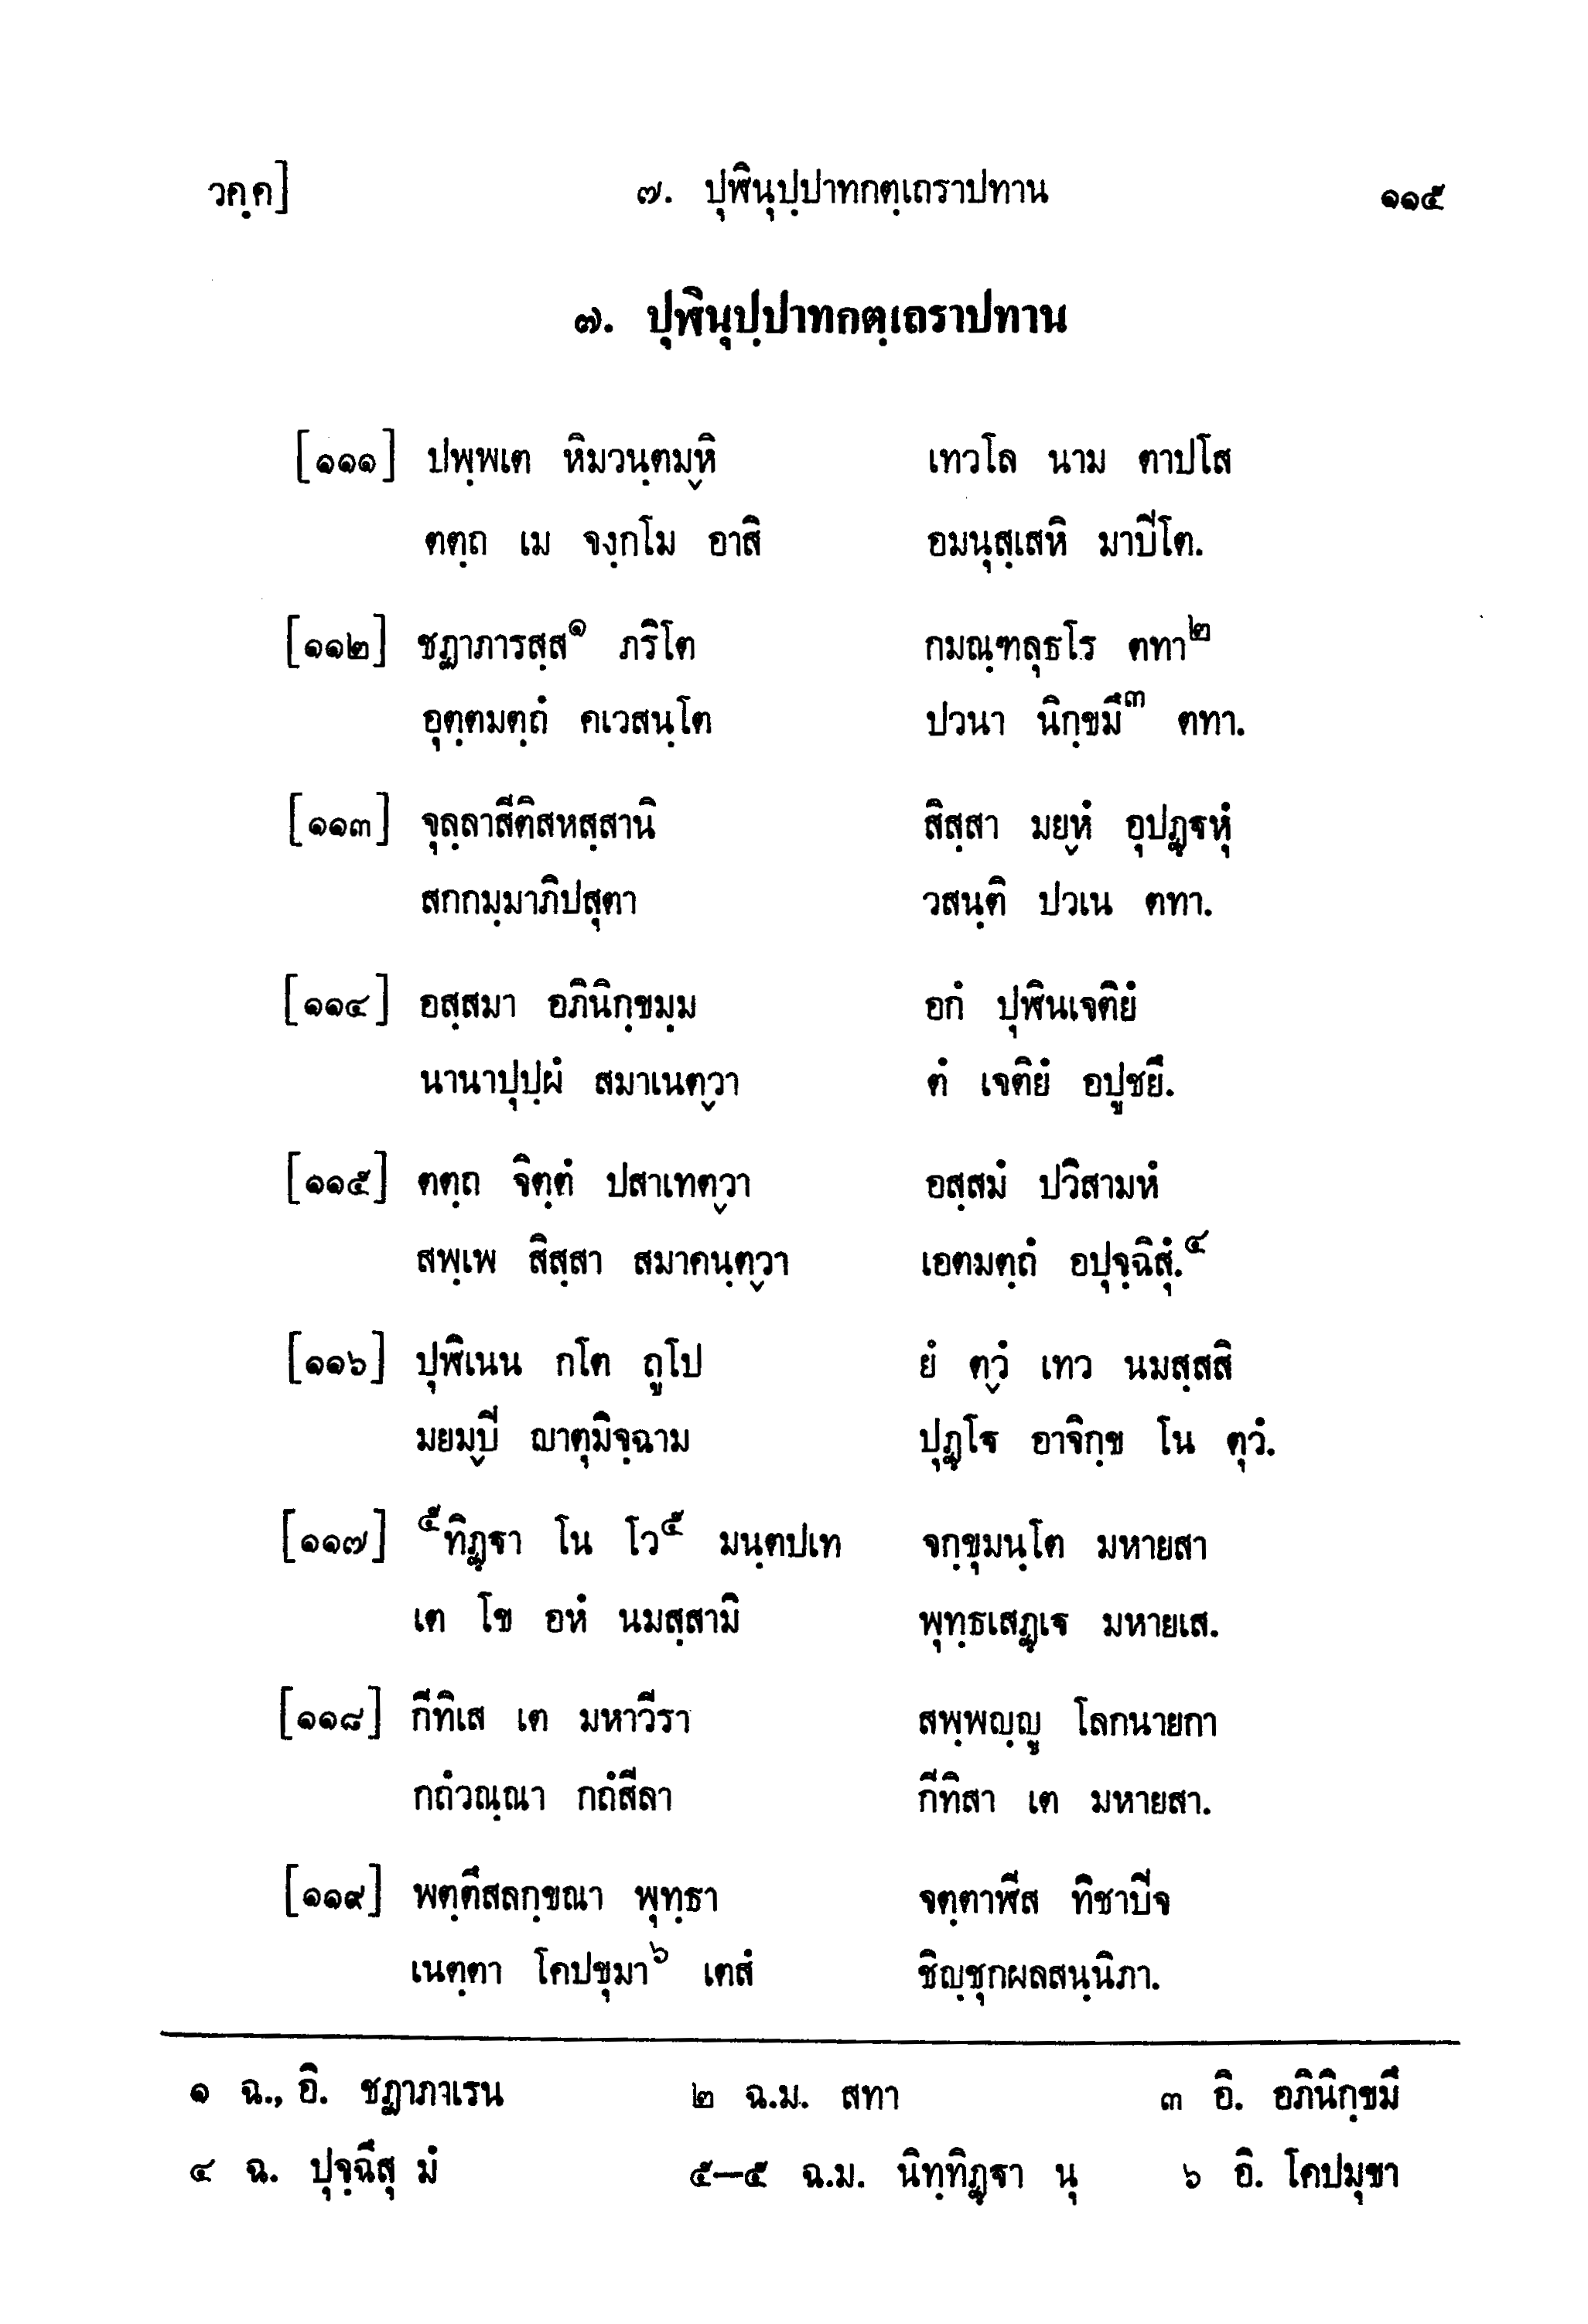 วคฺค]   ๗. ปุฬินุปฺปาทกตฺเถราปทาน   ๑๑๕
๗. ปุฬินุปฺปาทกตฺเถราปทาน
[๑๑๑] ปพฺพเต หิมวนฺตมฺหิ   เทวโล นาม ตาปโส
ตตฺถ เม จงฺกโม อาสิ   อมนุสฺเสหิ มาปิโต.
[๑๑๒] ชฏาภารสฺส๑ ภริโต   กมณฺฑลุธโร ตทา๒
อุตฺตมตฺถํ คเวสนฺโต   ปวนา นิกฺขมึ๓ ตทา.
[๑๑๓] จุลฺลาสีติสหสฺสานิ   สิสฺสา มยฺหํ อุปฏฺฐหุํ
สกกมฺมาภิปสุตา   วสนฺติ ปวเน ตทา.
[๑๑๔] อสฺสมา อภินิกฺขมฺม   อกํ ปุฬินเจติยํ
นานาปุปฺผํ สมาเนตฺวา   ตํ เจติยํ อปูชยึ.
[๑๑๕] ตตฺถ จิตฺตํ ปสาเทตฺวา   อสฺสมํ ปวิสามหํ
สพฺเพ สิสฺสา สมาคนฺตฺวา   เอตมตฺถํ อปุจฺฉิสุํ.๔
[๑๑๖] ปุฬิเนน กโต ถูโป   ยํ ตฺวํ เทว นมสฺสสิ
มยมฺปิ ญาตุมิจฺฉาม   ปุฏฺโฐ อาจิกฺข โน ตุวํ.
[๑๑๗] ๕ทิฏฺฐา โน โว๕ มนฺตปเท   จกฺขุมนฺโต มหายสา
เต โข อหํ นมสฺสามิ   พุทฺธเสฏฺเฐ มหายเส.
[๑๑๘] กีทิเส เต มหาวีรา   สพฺพญฺญู โลกนายกา
กถํวณฺณา กถํสีลา   กีทิสา เต มหายสา.
[๑๑๙] พตฺตึสลกฺขณา พุทฺธา   จตฺตาฬีส ทิชาปิจ
เนตฺตา โคปขุมา๖ เตสํ   ชิญฺชุกผลสนฺนิภา.
๑ ฉ., อิ. ชฏาภาเรน   ๒ ฉ.ม. สทา   ๓ อิ. อภินิกฺขมึ
๔ ฉ. ปุจฺฉึสุ มํ   ๕–๕ ฉ.ม. นิทฺทิฏฺฐา นุ   ๖ อิ. โคปมุขา